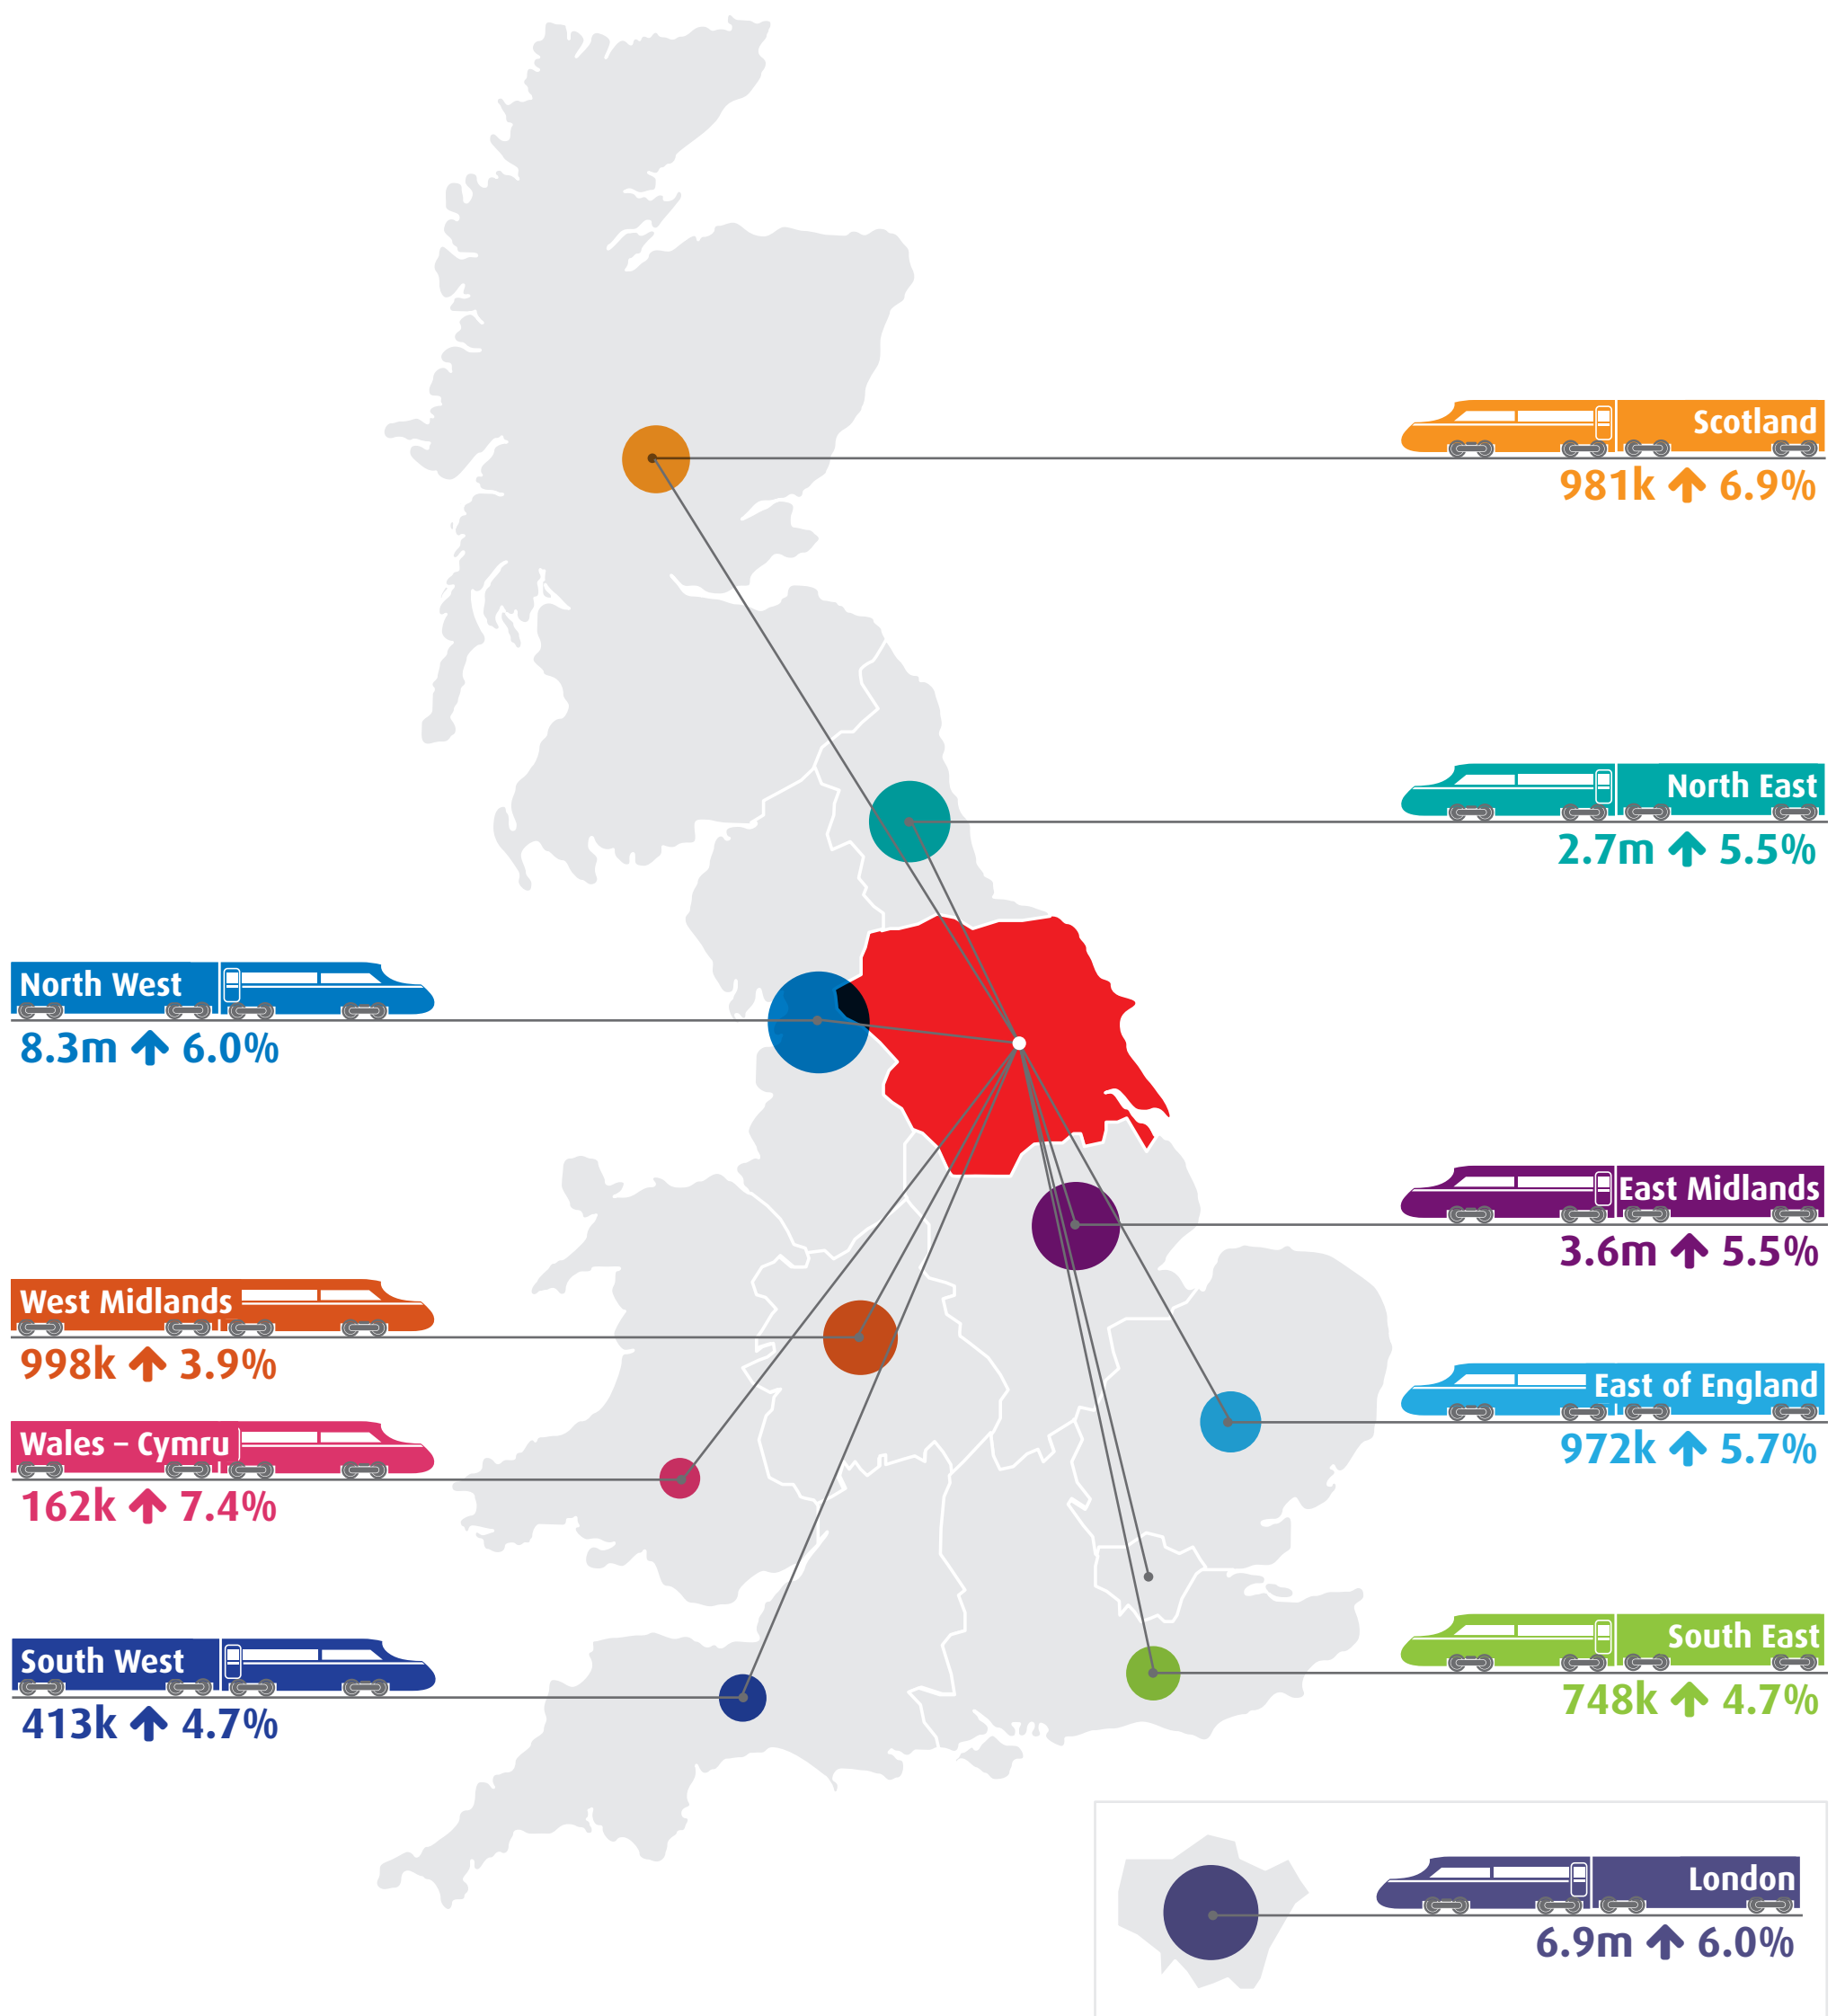 Scotland
981k ↑ 6.9%
North East
2.7m ↑ 5.5%
North West
8.3m ↑ 6.0%
East Midlands
3.6m ↑ 5.5%
West Midlands
998k ↑ 3.9%
East of England
972k ↑ 5.7%
Wales – Cymru
162k ↑ 7.4%
South East
748k ↑ 4.7%
South West
413k ↑ 4.7%
London
6.9m ↑ 6.0%